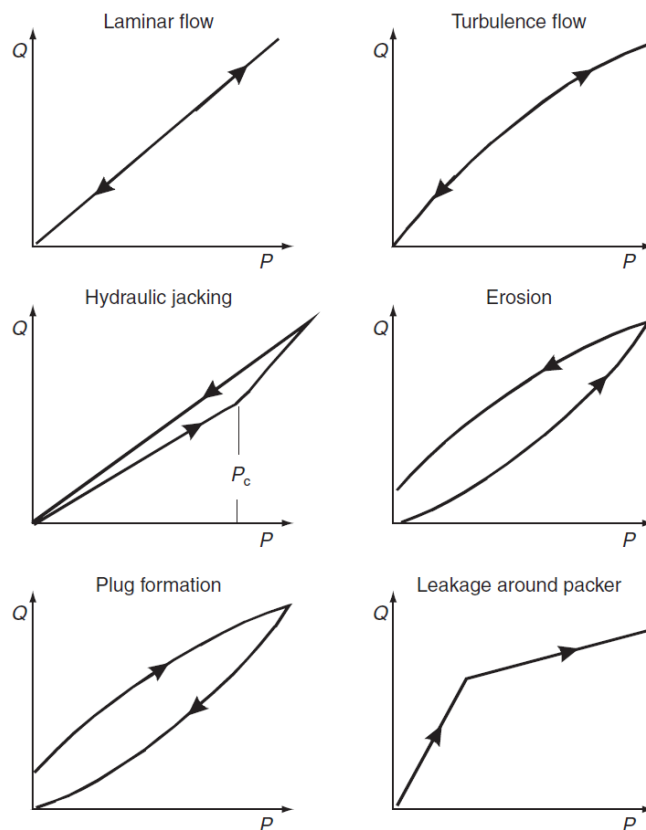 Laminar flow
Q
P
Turbulence flow
Q
P
Hydraulic jacking
Q
Pc
P
Erosion
Q
P
Plug formation
Q
P
Leakage around packer
Q
P